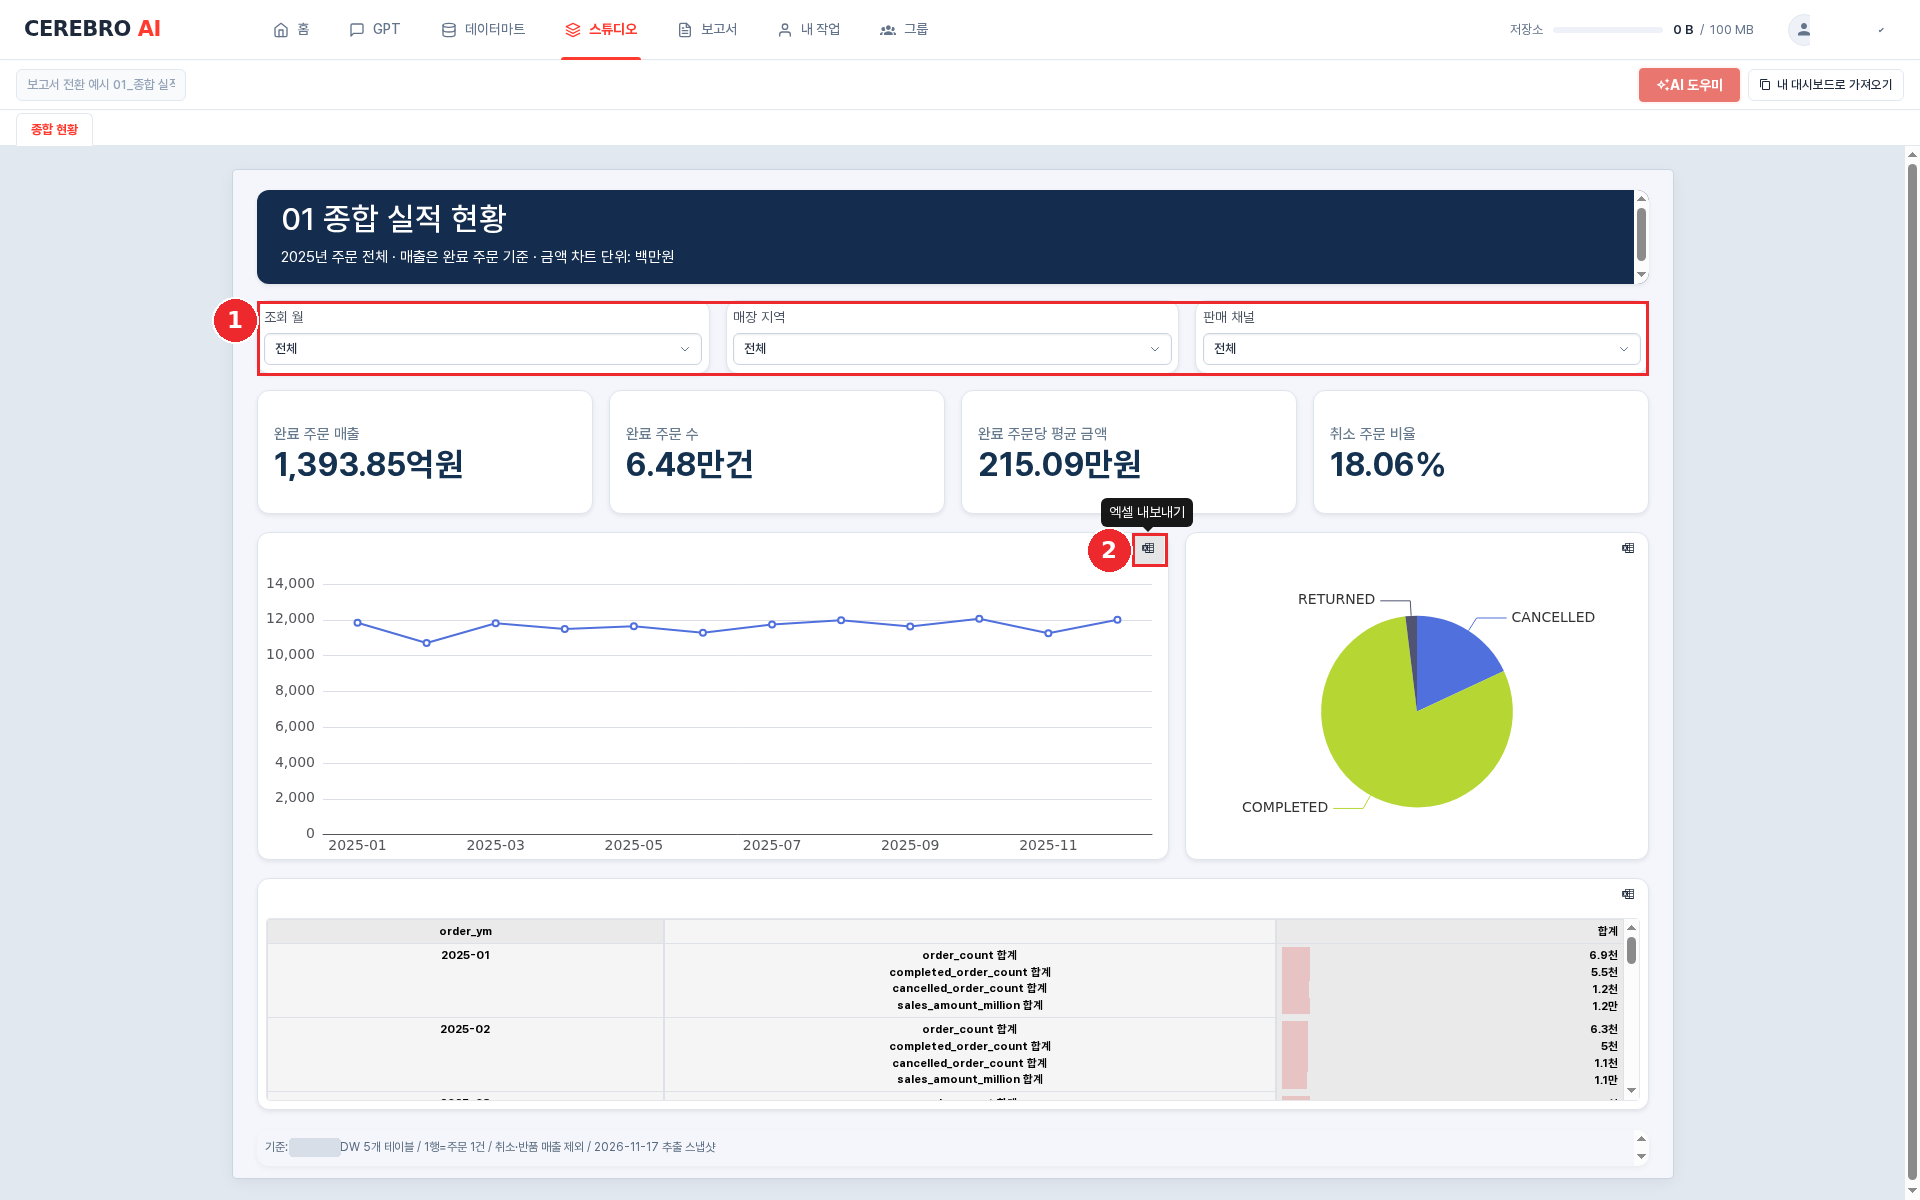 CEREBRO AI
홈
GPT
데이터마트
스튜디오
보고서
내 작업
그룹
저장소
0 B / 100 MB
보고서 전환 예시 01_종합 실적
AI 도우미
내 대시보드로 가져오기
종합 현황
01 종합 실적 현황
2025년 주문 전체 · 매출은 완료 주문 기준 · 금액 차트 단위: 백만원
1
조회 월
매장 지역
판매 채널
전체
전체
전체
완료 주문 매출
1,393.85억원
완료 주문 수
6.48만건
완료 주문당 평균 금액
215.09만원
취소 주문 비율
18.06%
엑셀 내보내기
2
14,000
12,000
10,000
8,000
6,000
4,000
2,000
0
2025-01
2025-03
2025-05
2025-07
2025-09
2025-11
RETURNED
CANCELLED
COMPLETED
order_ym
합계
2025-01
order_count 합계
6.9천
completed_order_count 합계
5.5천
cancelled_order_count 합계
1.2천
sales_amount_million 합계
1.2만
2025-02
order_count 합계
6.3천
completed_order_count 합계
5천
cancelled_order_count 합계
1.1천
sales_amount_million 합계
1.1만
기준: DW 5개 테이블 / 1행=주문 1건 / 취소·반품 매출 제외 / 2026-11-17 추출 스냅샷